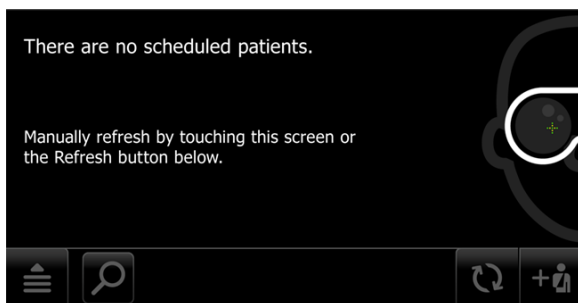 There are no scheduled patients.
Manually refresh by touching this screen or
the Refresh button below.